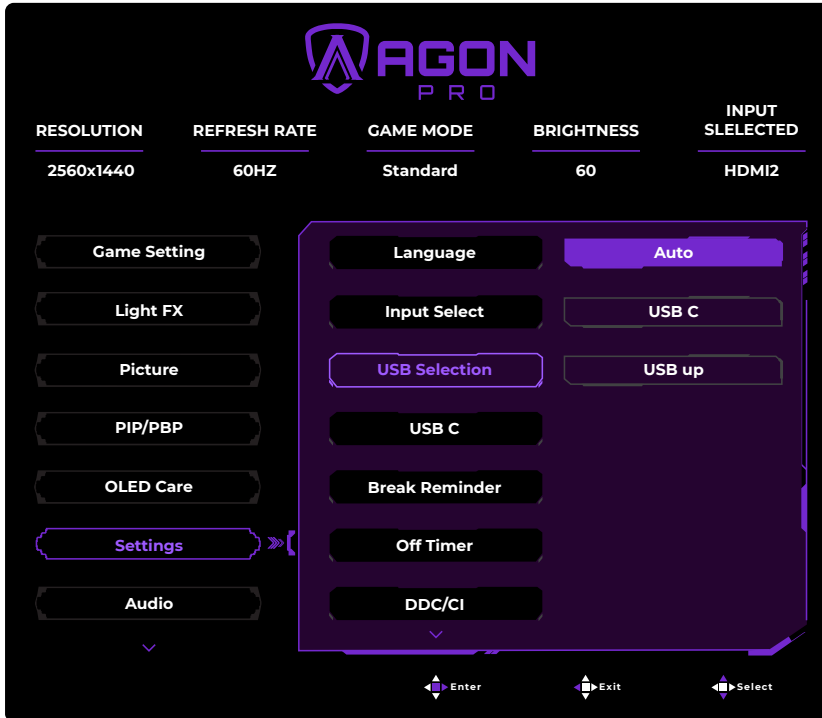 AGON
PRO
RESOLUTION
REFRESH RATE
GAME MODE
BRIGHTNESS
INPUT
SLELECTED
2560x1440
60HZ
Standard
60
HDMI2
Game Setting
Light FX
Picture
PIP/PBP
OLED Care
Settings
Audio
Language
Input Select
USB Selection
USB C
Break Reminder
Off Timer
DDC/CI
Auto
USB C
USB up
Enter
Exit
Select